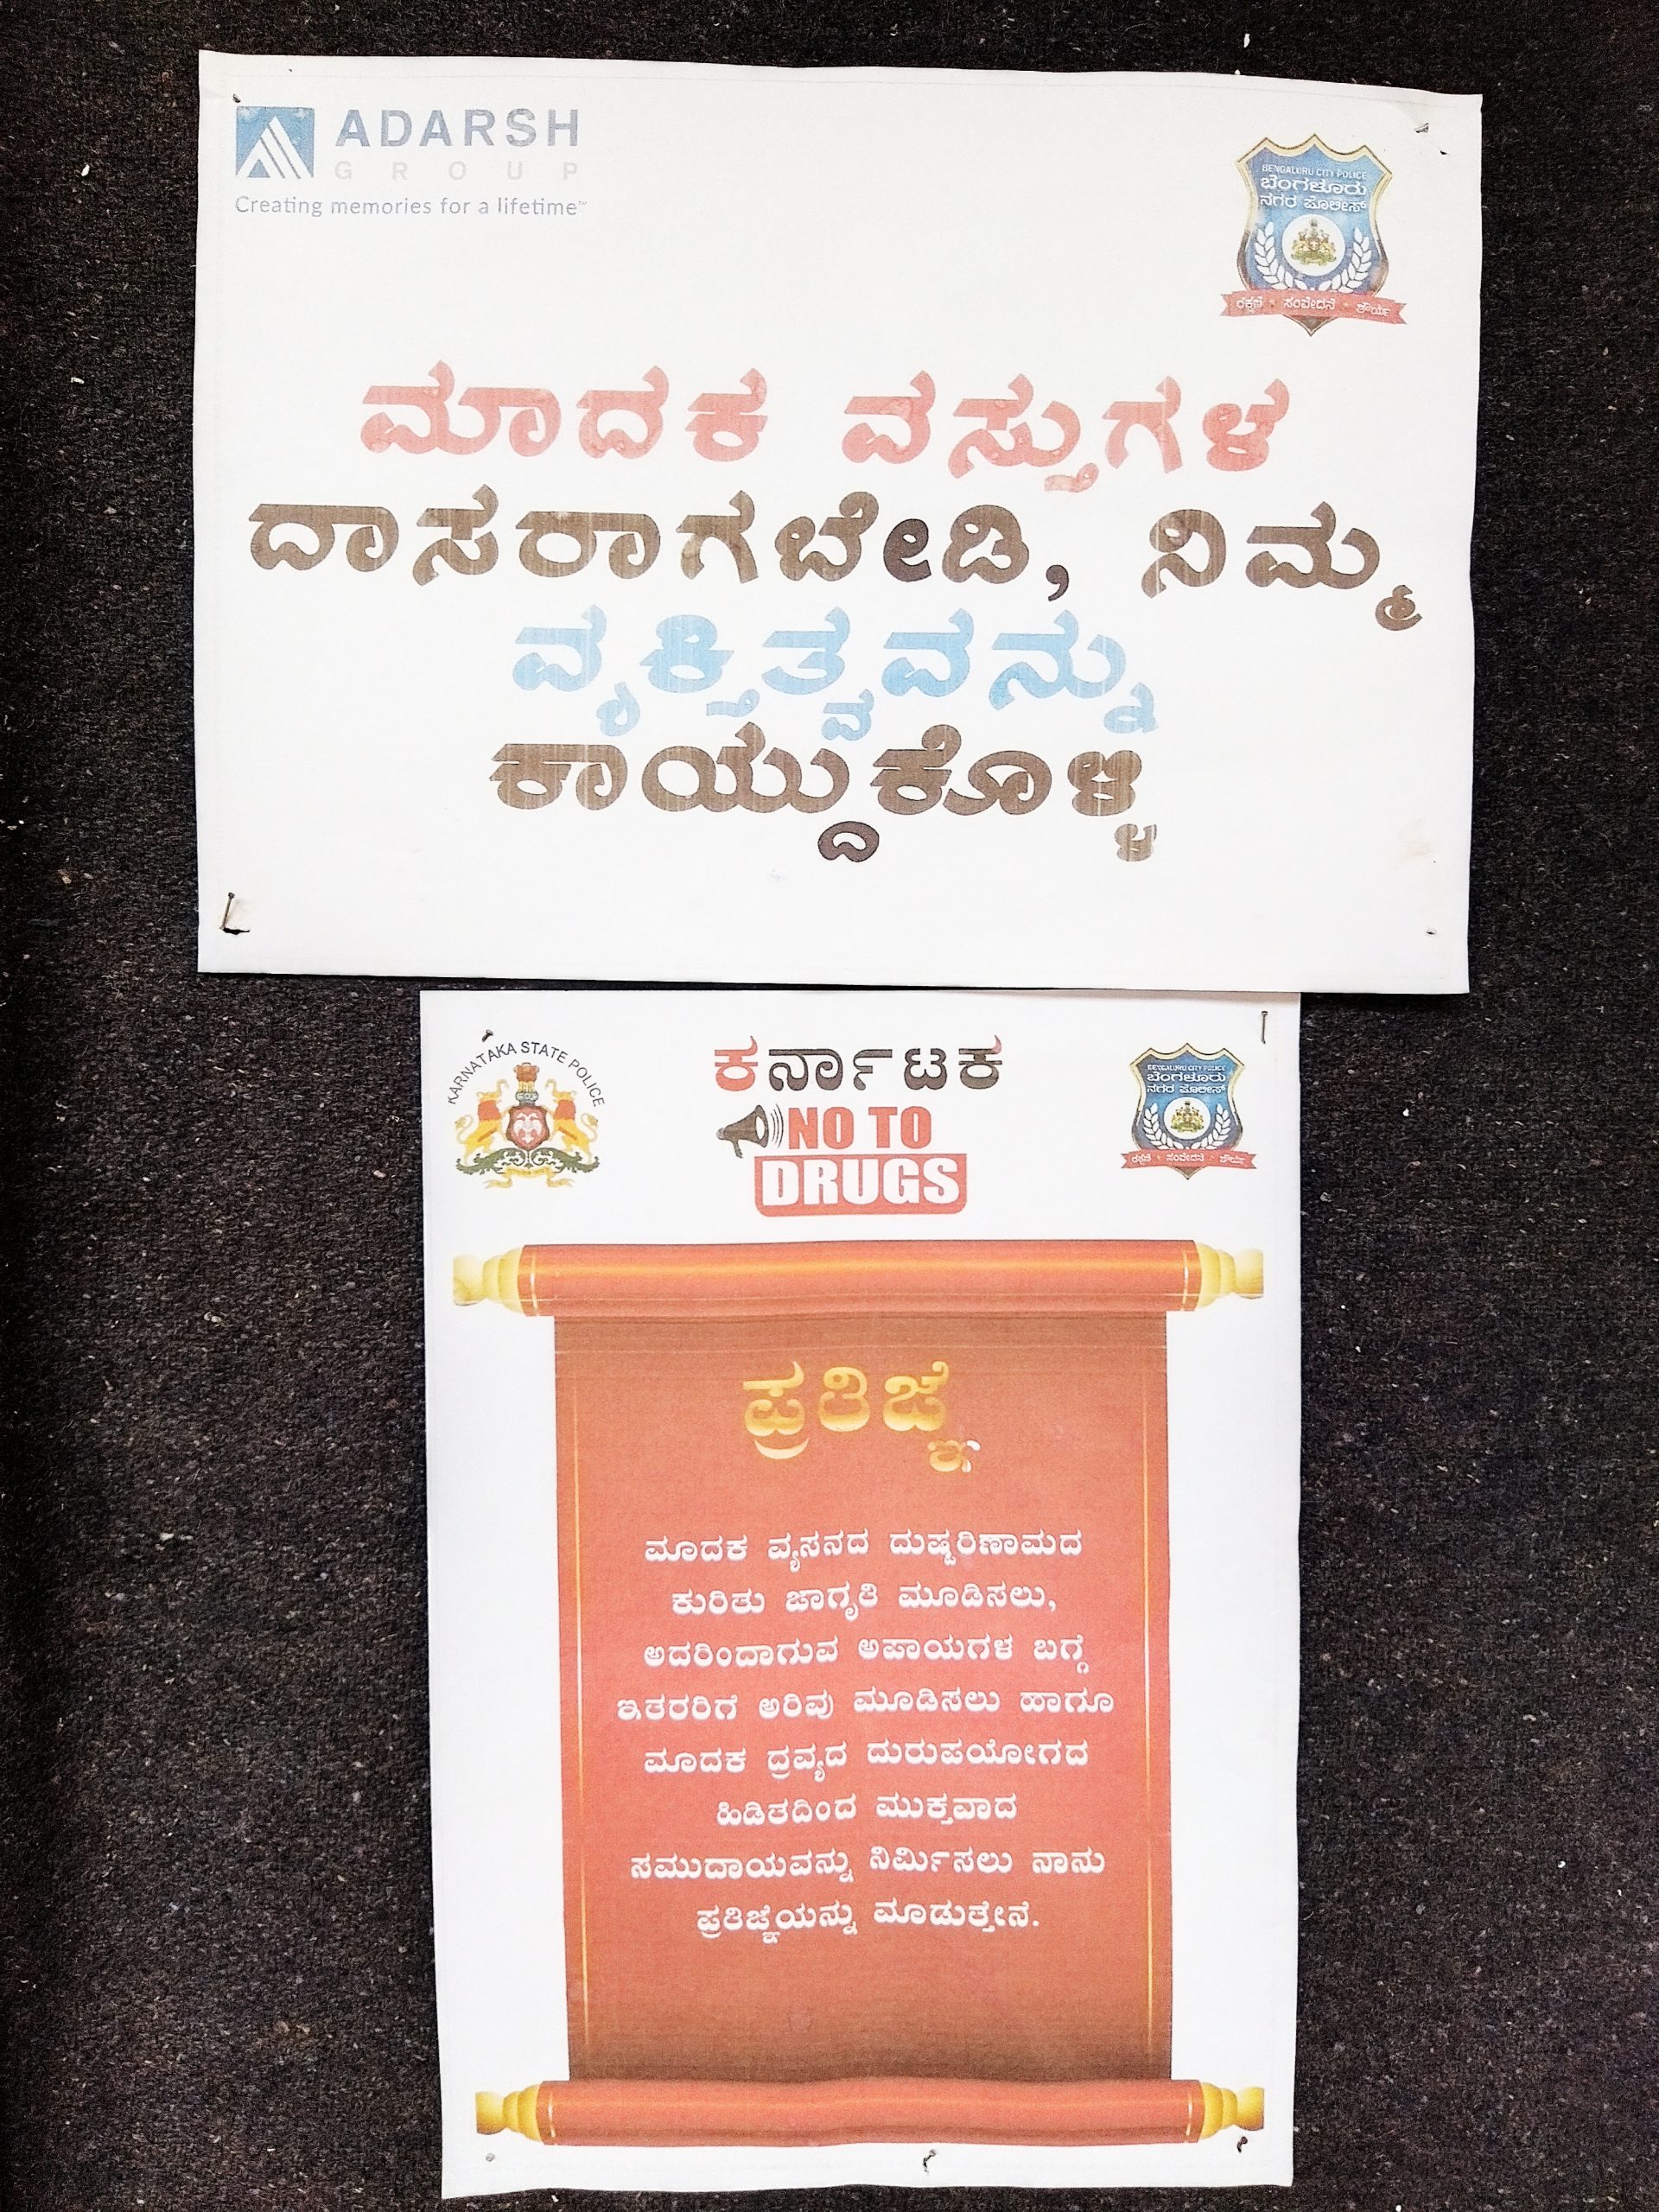 ADARSH
GROUP
Creating memories for a lifetime™
BENGALURU CITY POLICE
ಬೆಂಗಳೂರು
ನಗರ ಪೊಲೀಸ್
ರಕ್ಷಣೆ • ಸಂವೇದನೆ • ಶೌರ್ಯ
ಮಾದಕ ವಸ್ತುಗಳ
ದಾಸರಾಗಬೇಡಿ, ನಿಮ್ಮ
ವ್ಯಕ್ತಿತ್ವವನ್ನು
ಕಾಯ್ದುಕೊಳ್ಳಿ
KARNATAKA STATE POLICE
ಕರ್ನಾಟಕ
NO TO
DRUGS
BENGALURU CITY POLICE
ಬೆಂಗಳೂರು
ನಗರ ಪೊಲೀಸ್
ರಕ್ಷಣೆ • ಸಂವೇದನೆ • ಶೌರ್ಯ
ಪ್ರತಿಜ್ಞೆ
ಮಾದಕ ವ್ಯಸನದ ದುಷ್ಪರಿಣಾಮದ
ಕುರಿತು ಜಾಗೃತಿ ಮೂಡಿಸಲು,
ಅದರಿಂದಾಗುವ ಅಪಾಯಗಳ ಬಗ್ಗೆ
ಇತರರಿಗೆ ಅರಿವು ಮೂಡಿಸಲು ಹಾಗೂ
ಮಾದಕ ದ್ರವ್ಯದ ದುರುಪಯೋಗದ
ಹಿಡಿತದಿಂದ ಮುಕ್ತವಾದ
ಸಮುದಾಯವನ್ನು ನಿರ್ಮಿಸಲು ನಾನು
ಪ್ರತಿಜ್ಞೆಯನ್ನು ಮಾಡುತ್ತೇನೆ.